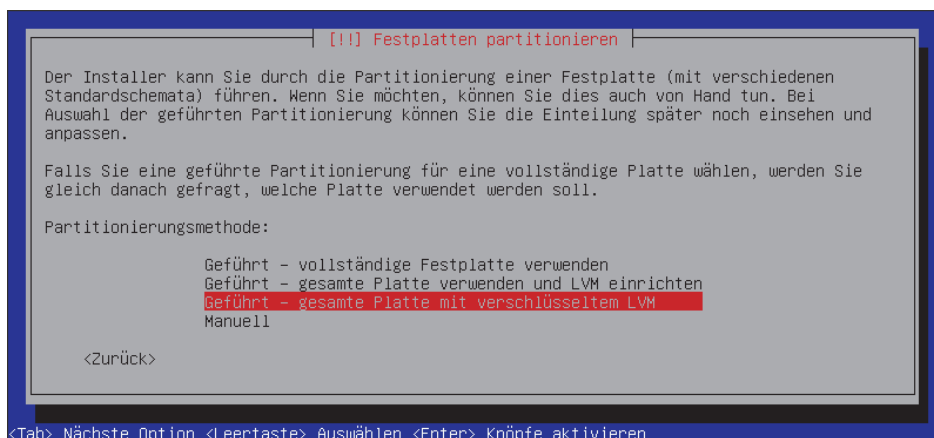 [!!] Festplatten partitionieren
Der Installer kann Sie durch die Partitionierung einer Festplatte (mit verschiedenen
Standardschemata) führen. Wenn Sie möchten, können Sie dies auch von Hand tun. Bei
Auswahl der geführten Partitionierung können Sie die Einteilung später noch einsehen und
anpassen.
Falls Sie eine geführte Partitionierung für eine vollständige Platte wählen, werden Sie
gleich danach gefragt, welche Platte verwendet werden soll.
Partitionierungsmethode:
Geführt – vollständige Festplatte verwenden
Geführt – gesamte Platte verwenden und LVM einrichten
Geführt – gesamte Platte mit verschlüsseltem LVM
Manuell
<Zurück>
<Tab> Nächste Option <Leertaste> Auswählen <Enter> Knöpfe aktivieren